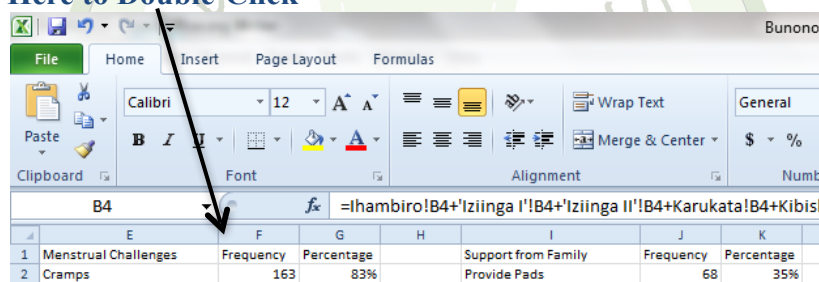 Here to Double-Click
Bunono
File Home Insert Page Layout Formulas
Calibri 12 A A Wrap Text General
Paste B I U A Merge & Center $ %
Clipboard Font Alignment Numb
B4 fx =Ihambiro!B4+'Iziinga I'!B4+'Iziinga II'!B4+Karukata!B4+Kibis
E F G H I J K
1 Menstrual Challenges Frequency Percentage Support from Family Frequency Percentage
2 Cramps 163 83% Provide Pads 68 35%